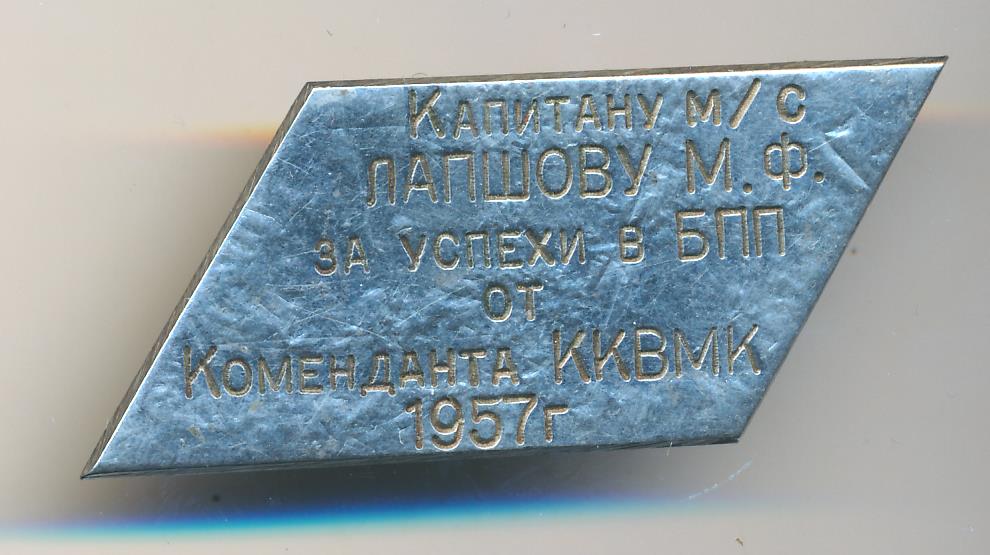 Капитану м/с
ЛАПШОВУ М.Ф.
за успехи в БПП
от
Коменданта ККВМК
1957г